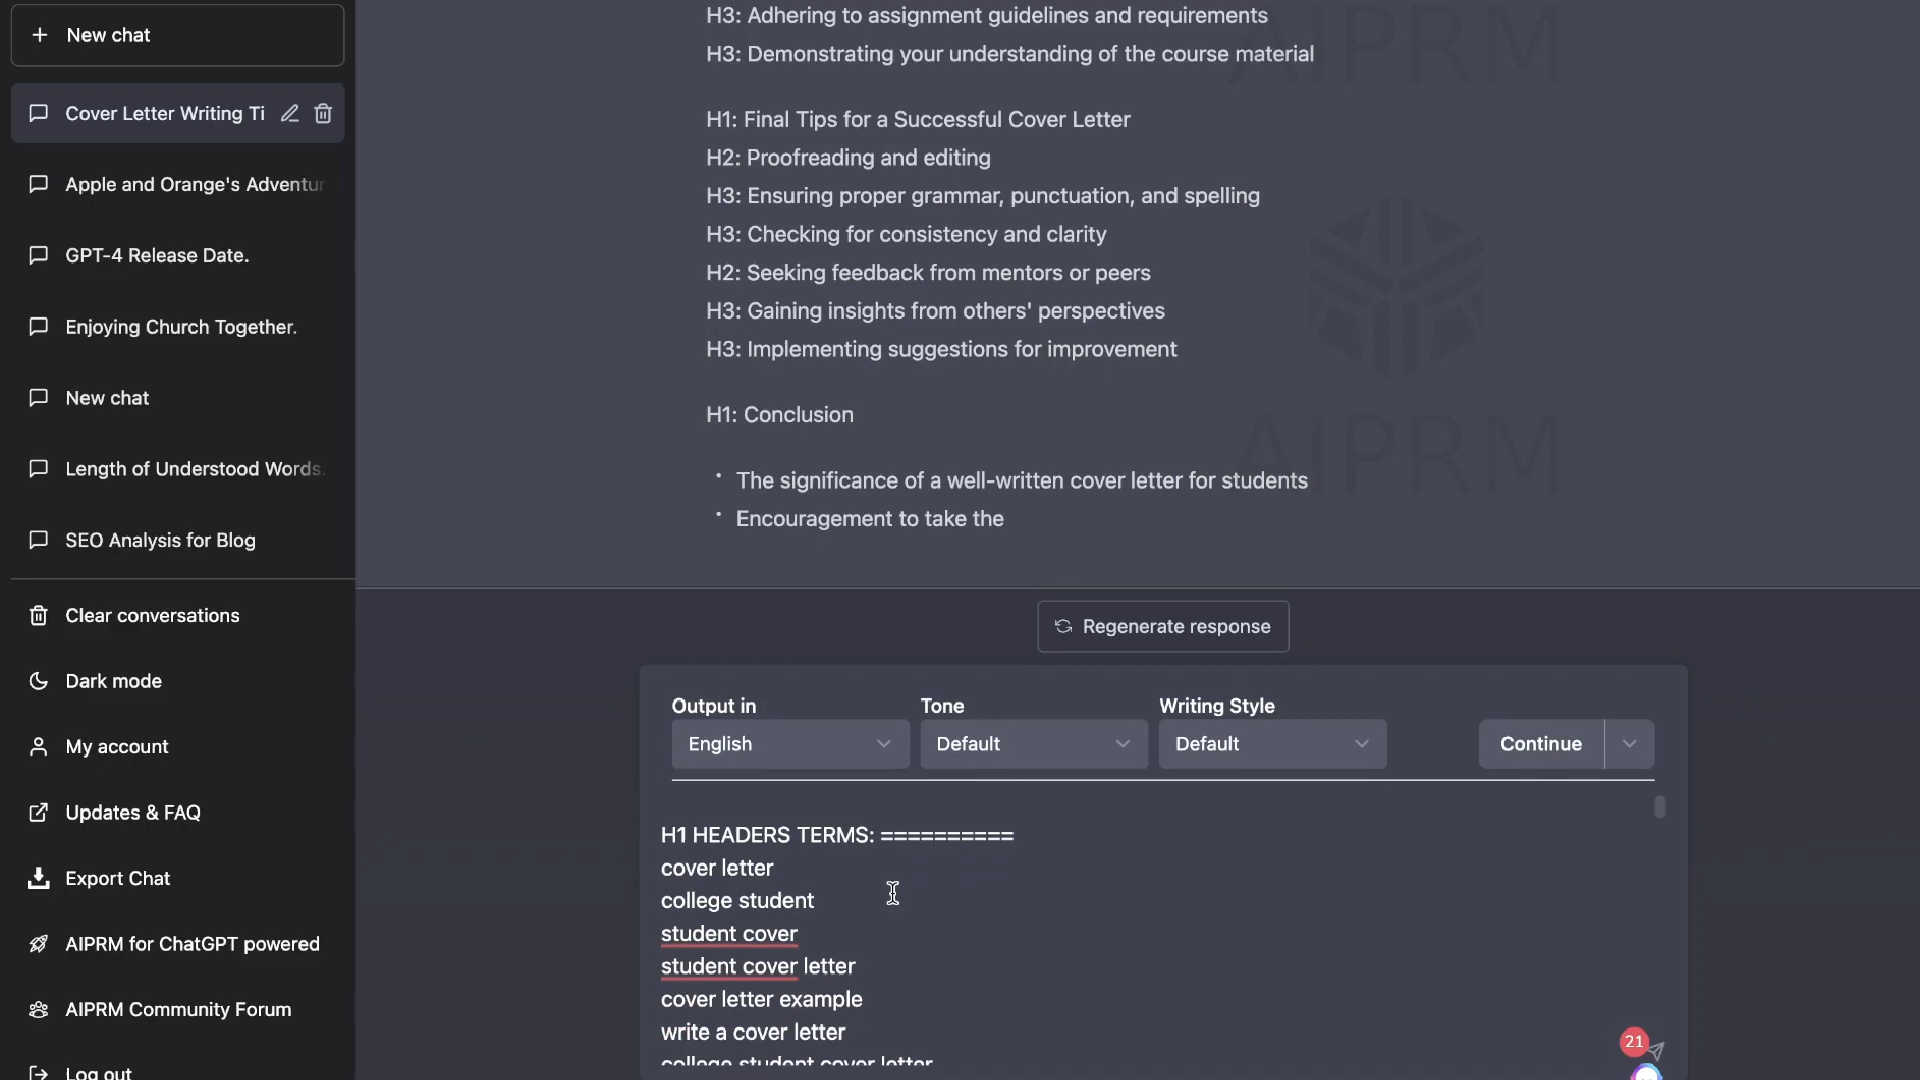 New chat
Cover Letter Writing Ti
Apple and Orange's Adventur
GPT-4 Release Date.
Enjoying Church Together.
New chat
Length of Understood Words.
SEO Analysis for Blog
Clear conversations
Dark mode
My account
Updates & FAQ
Export Chat
AIPRM for ChatGPT powered
AIPRM Community Forum
Log out
H3: Adhering to assignment guidelines and requirements
H3: Demonstrating your understanding of the course material
H1: Final Tips for a Successful Cover Letter
H2: Proofreading and editing
H3: Ensuring proper grammar, punctuation, and spelling
H3: Checking for consistency and clarity
H2: Seeking feedback from mentors or peers
H3: Gaining insights from others' perspectives
H3: Implementing suggestions for improvement
H1: Conclusion
· The significance of a well-written cover letter for students
· Encouragement to take the
AIPRM
AIPRM
Regenerate response
Output in Tone Writing Style
English Default Default Continue
H1 HEADERS TERMS: ==========
cover letter
college student
student cover
student cover letter
cover letter example
write a cover letter
college student cover letter
21